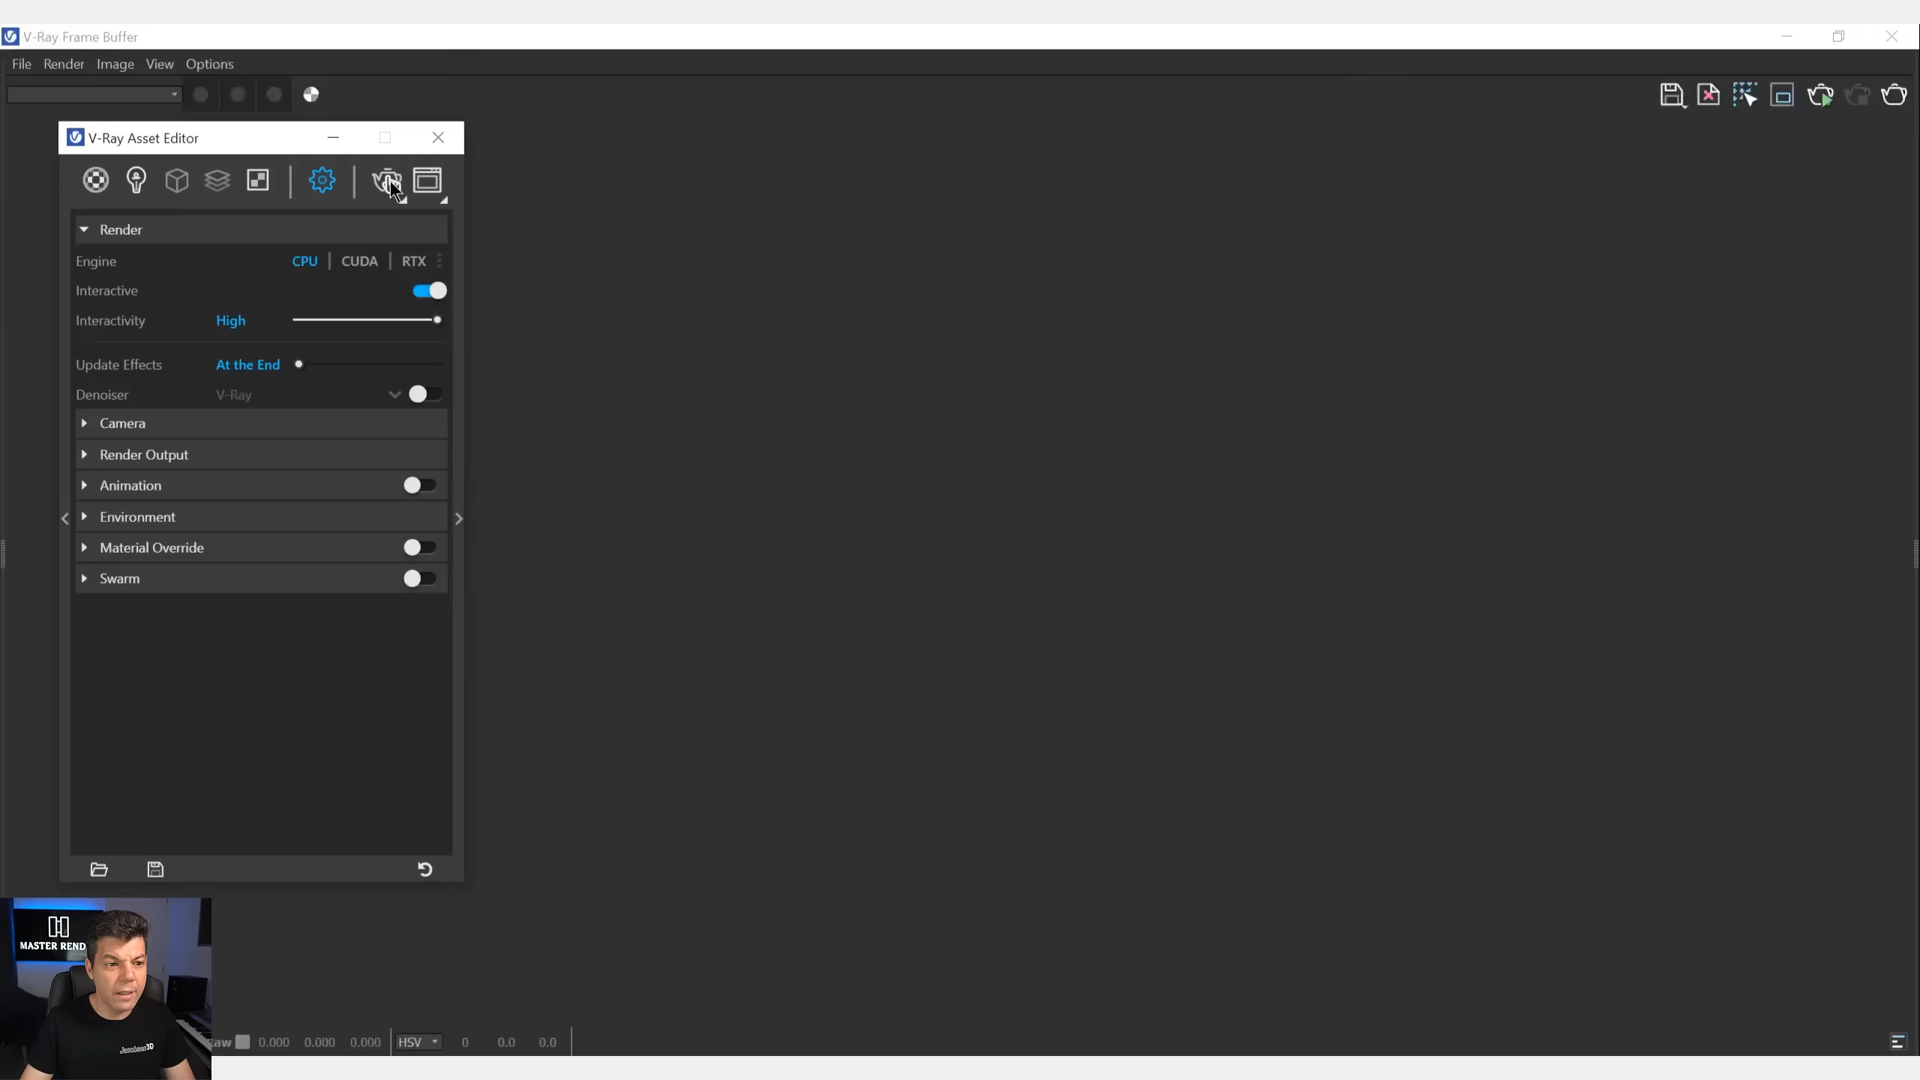 V-Ray Frame Buffer
File Render Image View Options
V-Ray Asset Editor
Render
Engine CPU | CUDA | RTX
Interactive
Interactivity High
Update Effects At the End
Denoiser V-Ray
Camera
Render Output
Animation
Environment
Material Override
Swarm
MASTER REND
Jacobson3D
aw 0.000 0.000 0.000 HSV 0 0.0 0.0